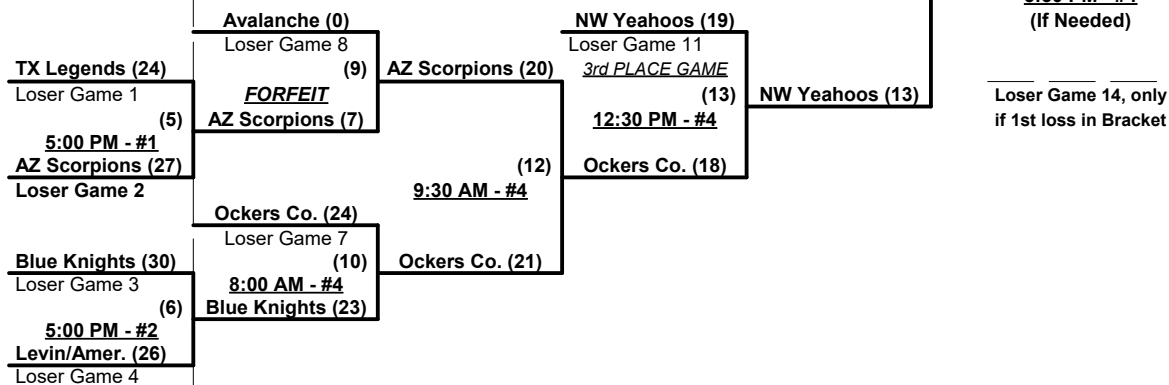 Avalanche (0)
Loser Game 8
(9)
FORFEIT
AZ Scorpions (7)
TX Legends (24)
Loser Game 1
(5)
5:00 PM - #1
AZ Scorpions (27)
Loser Game 2
Ockers Co. (24)
Loser Game 7
(10)
8:00 AM - #4
Blue Knights (23)
Blue Knights (30)
Loser Game 3
(6)
5:00 PM - #2
Levin/Amer. (26)
Loser Game 4
AZ Scorpions (20)
(12)
9:30 AM - #4
Ockers Co. (21)
NW Yeahoos (19)
Loser Game 11
3rd PLACE GAME
(13)
12:30 PM - #4
Ockers Co. (18)
NW Yeahoos (13)
(If Needed)
Loser Game 14, only
if 1st loss in Bracket